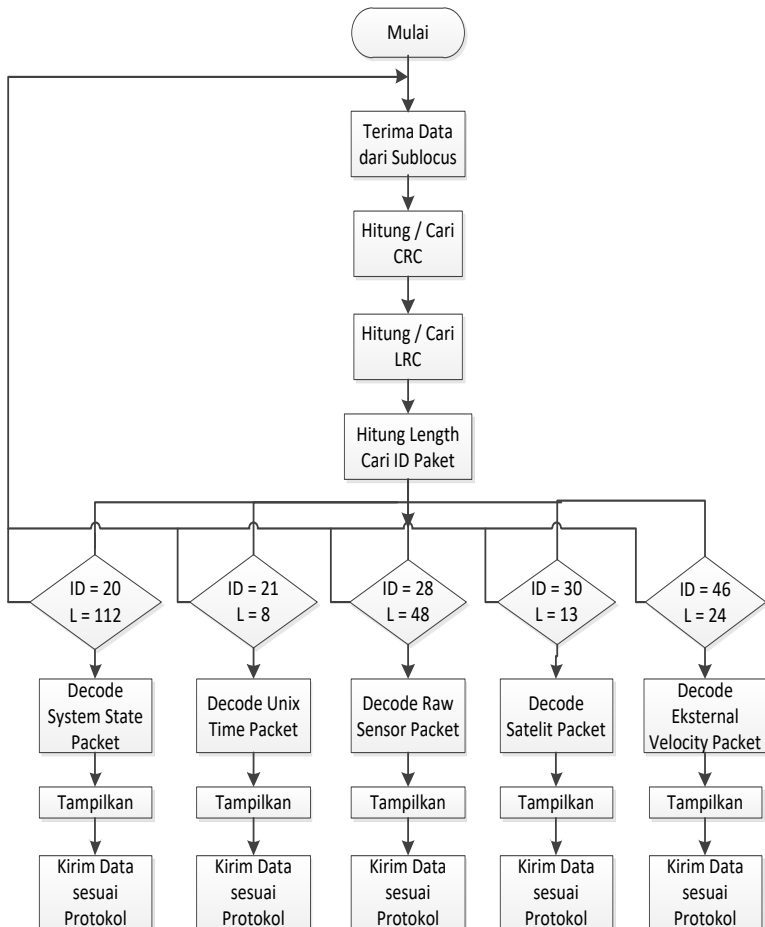 Mulai
Terima Data
dari Sublocus
Hitung / Cari
CRC
Hitung / Cari
LRC
Hitung Length
Cari ID Paket
ID = 20
L = 112
ID = 21
L = 8
ID = 28
L = 48
ID = 30
L = 13
ID = 46
L = 24
Decode
System State
Packet
Decode Unix
Time Packet
Decode Raw
Sensor Packet
Decode
Satelit Packet
Decode
Eksternal
Velocity Packet
Tampilkan
Tampilkan
Tampilkan
Tampilkan
Tampilkan
Kirim Data
sesuai
Protokol
Kirim Data
sesuai
Protokol
Kirim Data
sesuai
Protokol
Kirim Data
sesuai
Protokol
Kirim Data
sesuai
Protokol